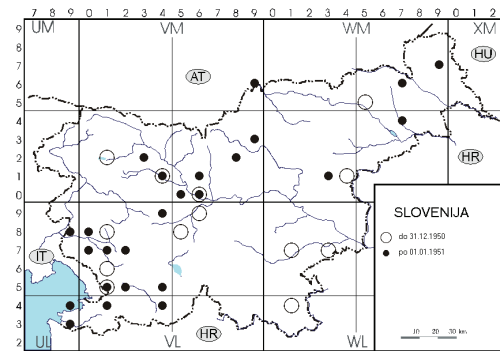 7 8 9 0 1 2 3 4 5 6 7 8 9 0 1 2 3 4 5 6 7 8 9 0 1 2
9 UM VM WM XM
8 HU
7
6 AT
5
4
3
2 HR
1
0
9 SLOVENIJA
8 do 31.12.1950
7 IT po 01.01.1951
6
5
4
3 HR 10 20 30 km
2 UL VL WL